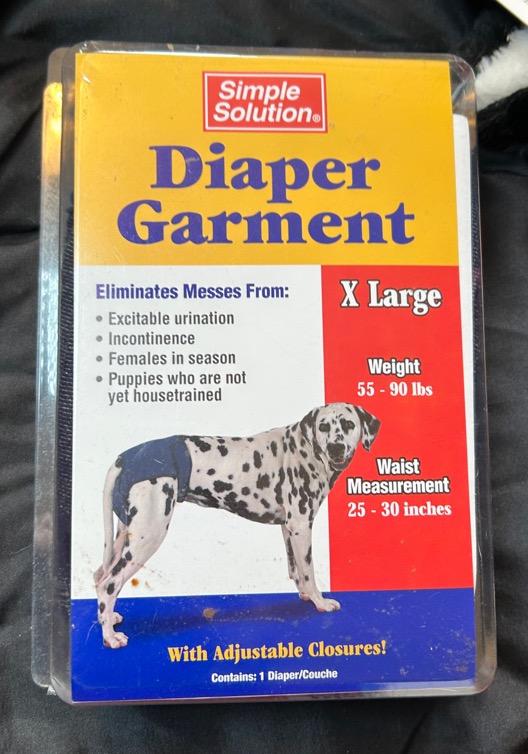 Simple
Solution®
Diaper
Garment
Eliminates Messes From:
• Excitable urination
• Incontinence
• Females in season
• Puppies who are not
yet housetrained
X Large
Weight
55 - 90 lbs
Waist
Measurement
25 - 30 inches
With Adjustable Closures!
Contains: 1 Diaper/Couche